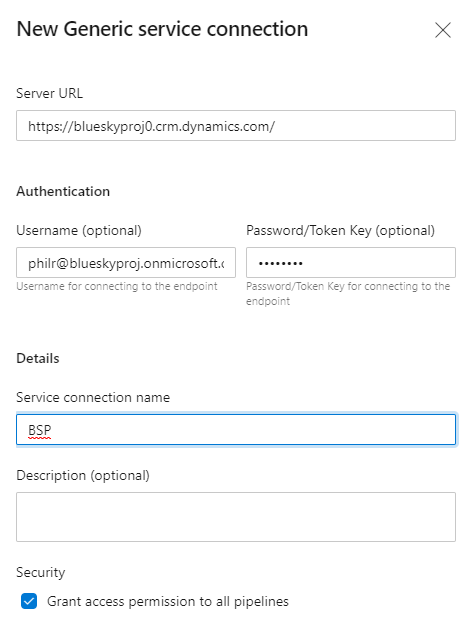 New Generic service connection
Server URL
https://blueskyproj0.crm.dynamics.com/
Authentication
Username (optional) Password/Token Key (optional)
philr@blueskyproj.onmicrosoft.c ••••••••
Username for connecting to the endpoint Password/Token Key for connecting to the
endpoint
Details
Service connection name
BSP
Description (optional)
Security
Grant access permission to all pipelines